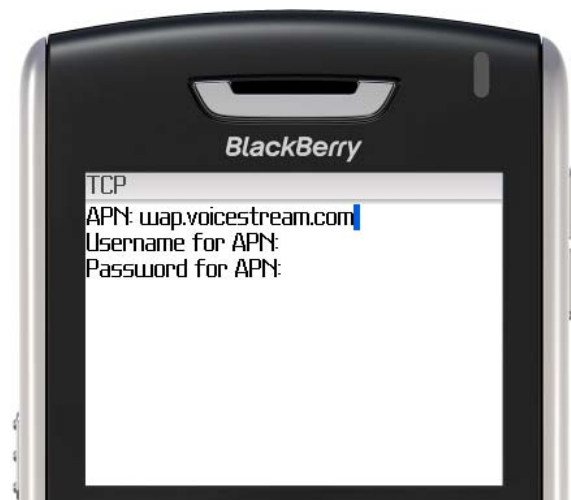 BlackBerry
TCP
APN: wap.voicestream.com
Username for APN:
Password for APN: